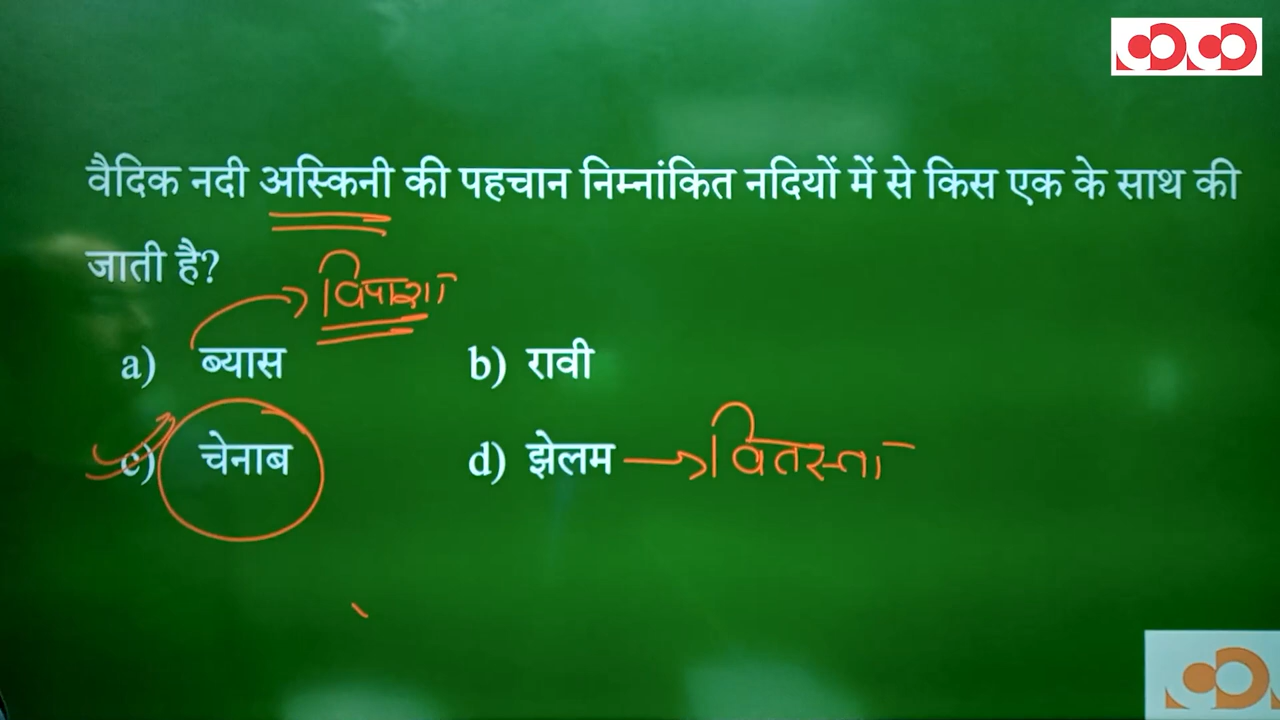 वैदिक नदी अस्किनी की पहचान निम्नांकित नदियों में से किस एक के साथ की
जाती है?
विपाशा
a) ब्यास b) रावी
c) चेनाब d) झेलम वितस्ता